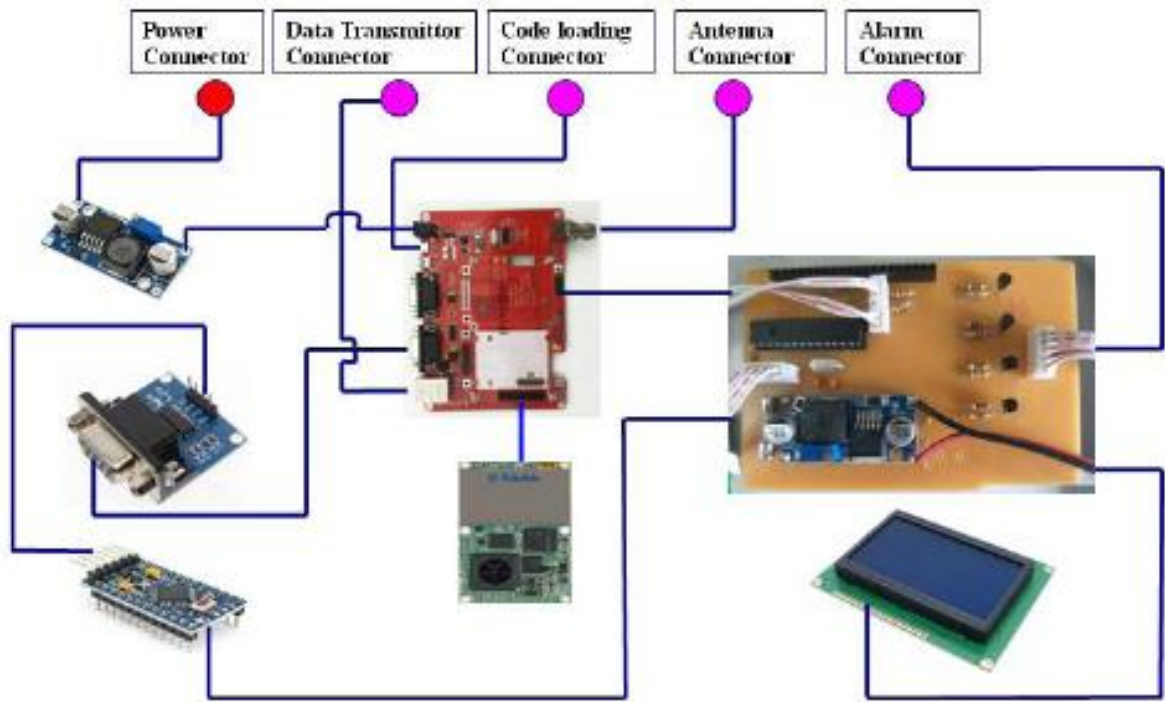 Power
Connector
Data Transmittor
Connector
Code loading
Connector
Antenna
Connector
Alarm
Connector